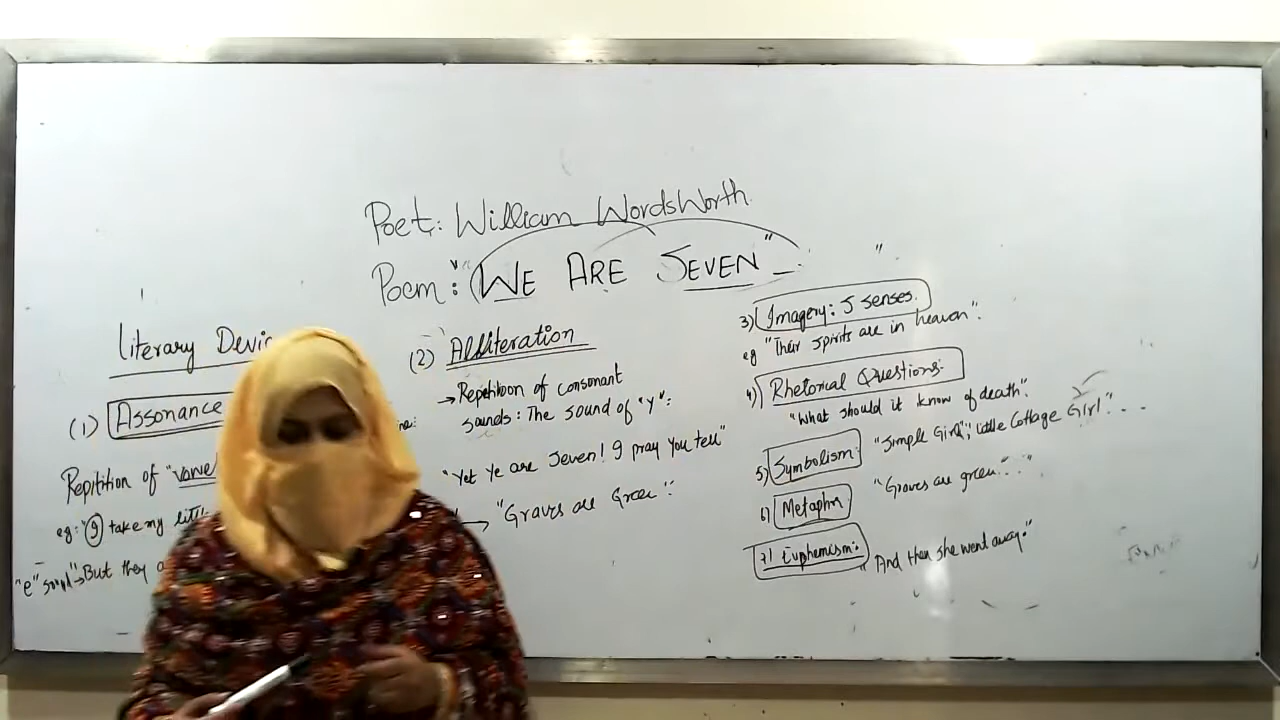 Poet: William WordsWorth
Poem: "WE ARE SEVEN"
Literary Devic
(1) Assonance
Repitition of "vowel
eg: "I take my littl
"e" sound → But they a
(2) Alliteration
→ Repetition of consonant
sounds: The sound of "y":
"Yet ye are Seven! I pray you tell"
→ "Graves are Green"
3) Imagery: 5 senses.
eg "Their spirits are in heaven".
4) Rhetorial Questions:
"What should it know of death".
5) Symbolism "Simple Girl", "little Cottage Girl"...
6) Metaphor "Graves are green..."
7) Euphemism: "And then she went away."